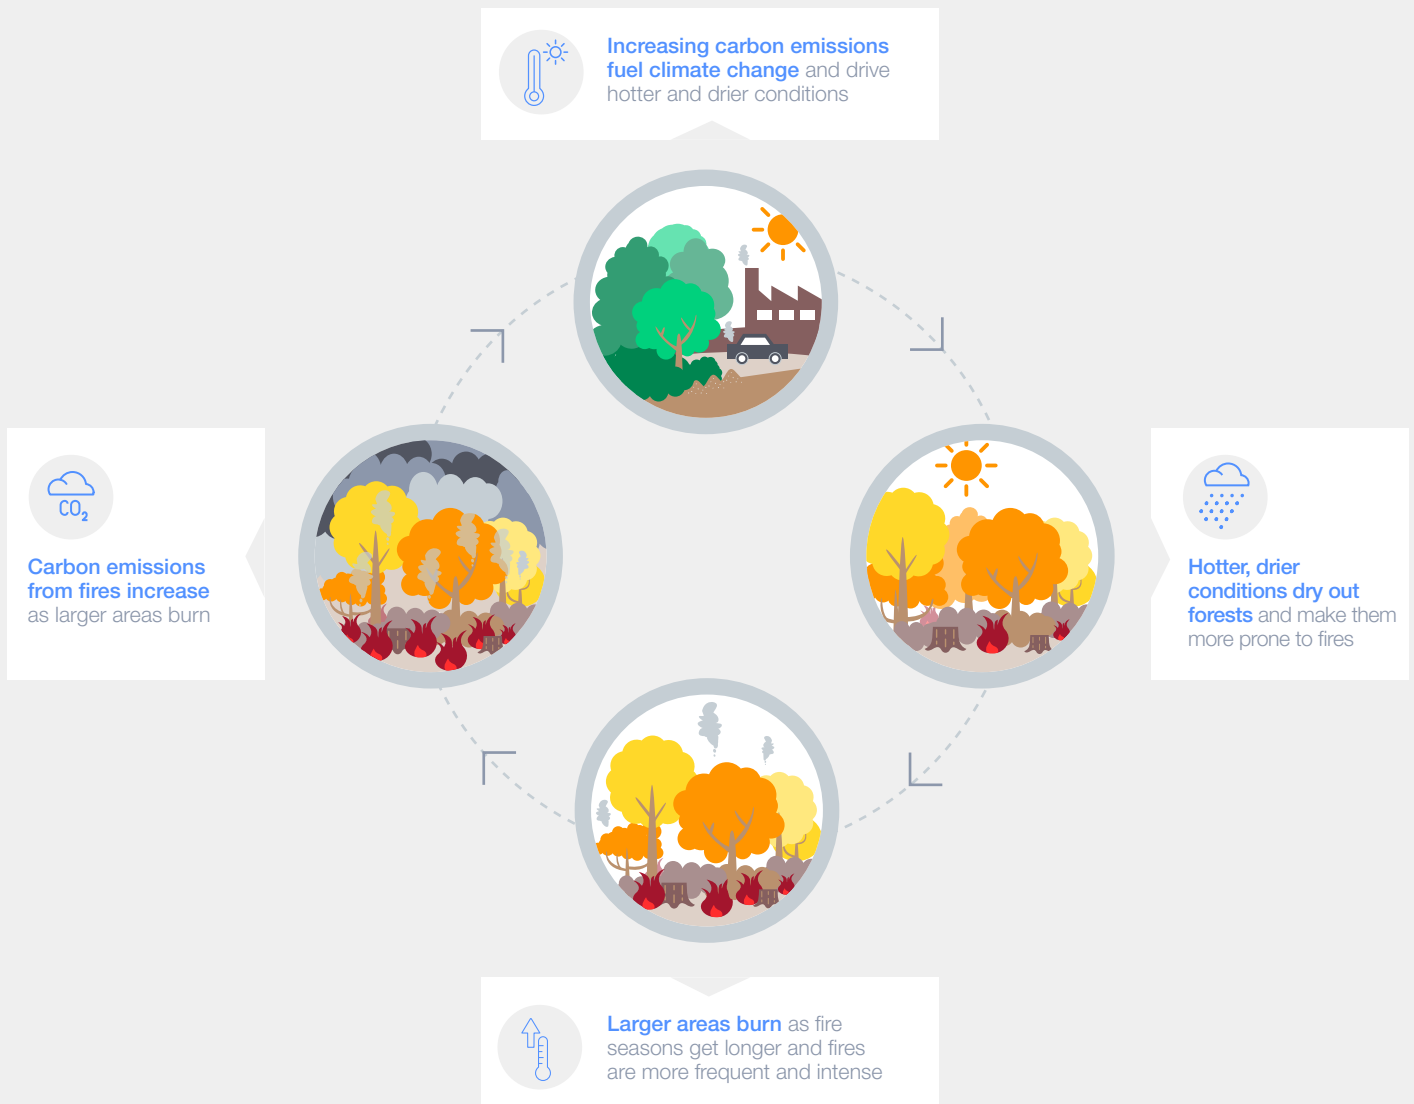 Increasing carbon emissions
fuel climate change and drive
hotter and drier conditions
Hotter, drier
conditions dry out
forests and make them
more prone to fires
Larger areas burn as fire
seasons get longer and fires
are more frequent and intense
CO₂
Carbon emissions
from fires increase
as larger areas burn